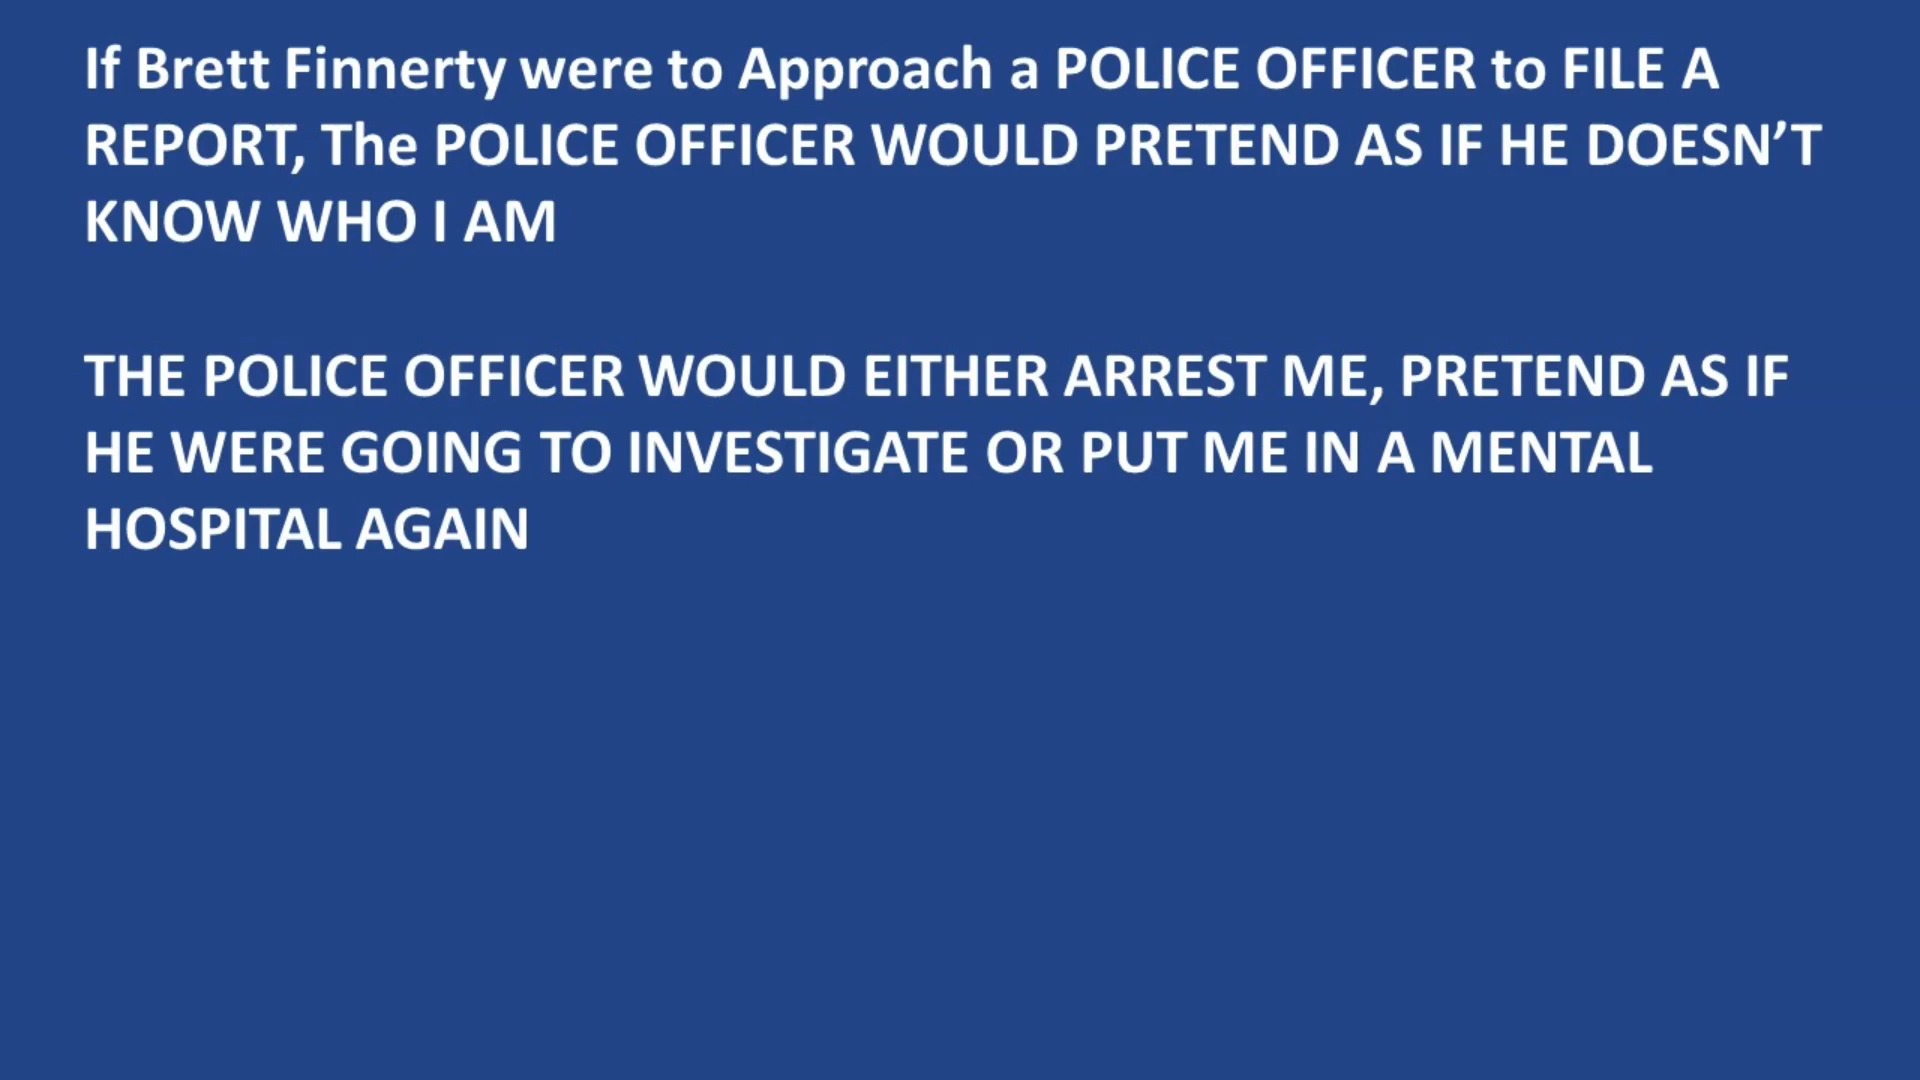 If Brett Finnerty were to Approach a POLICE OFFICER to FILE A
REPORT, The POLICE OFFICER WOULD PRETEND AS IF HE DOESN’T
KNOW WHO I AM
THE POLICE OFFICER WOULD EITHER ARREST ME, PRETEND AS IF
HE WERE GOING TO INVESTIGATE OR PUT ME IN A MENTAL
HOSPITAL AGAIN